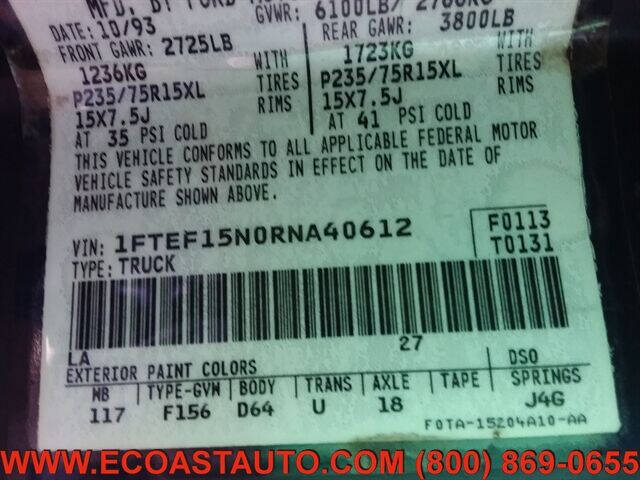 MFD. BY FORD
DATE: 10/93 GVWR: 6100LB/ 2766KG
FRONT GAWR: 2725LB REAR GAWR: 3800LB
1236KG WITH 1723KG WITH
P235/75R15XL TIRES P235/75R15XL TIRES
15X7.5J RIMS 15X7.5J RIMS
AT 35 PSI COLD AT 41 PSI COLD
THIS VEHICLE CONFORMS TO ALL APPLICABLE FEDERAL MOTOR
VEHICLE SAFETY STANDARDS IN EFFECT ON THE DATE OF
MANUFACTURE SHOWN ABOVE.
VIN: 1FTEF15N0RNA40612 F0113
TYPE: TRUCK T0131
LA 27
EXTERIOR PAINT COLORS DSO
WB TYPE-GVW BODY TRANS AXLE TAPE SPRINGS
117 F156 D64 U 18 J4G
F0TA-15204A10-AA
WWW.ECOASTAUTO.COM (800) 869-0655